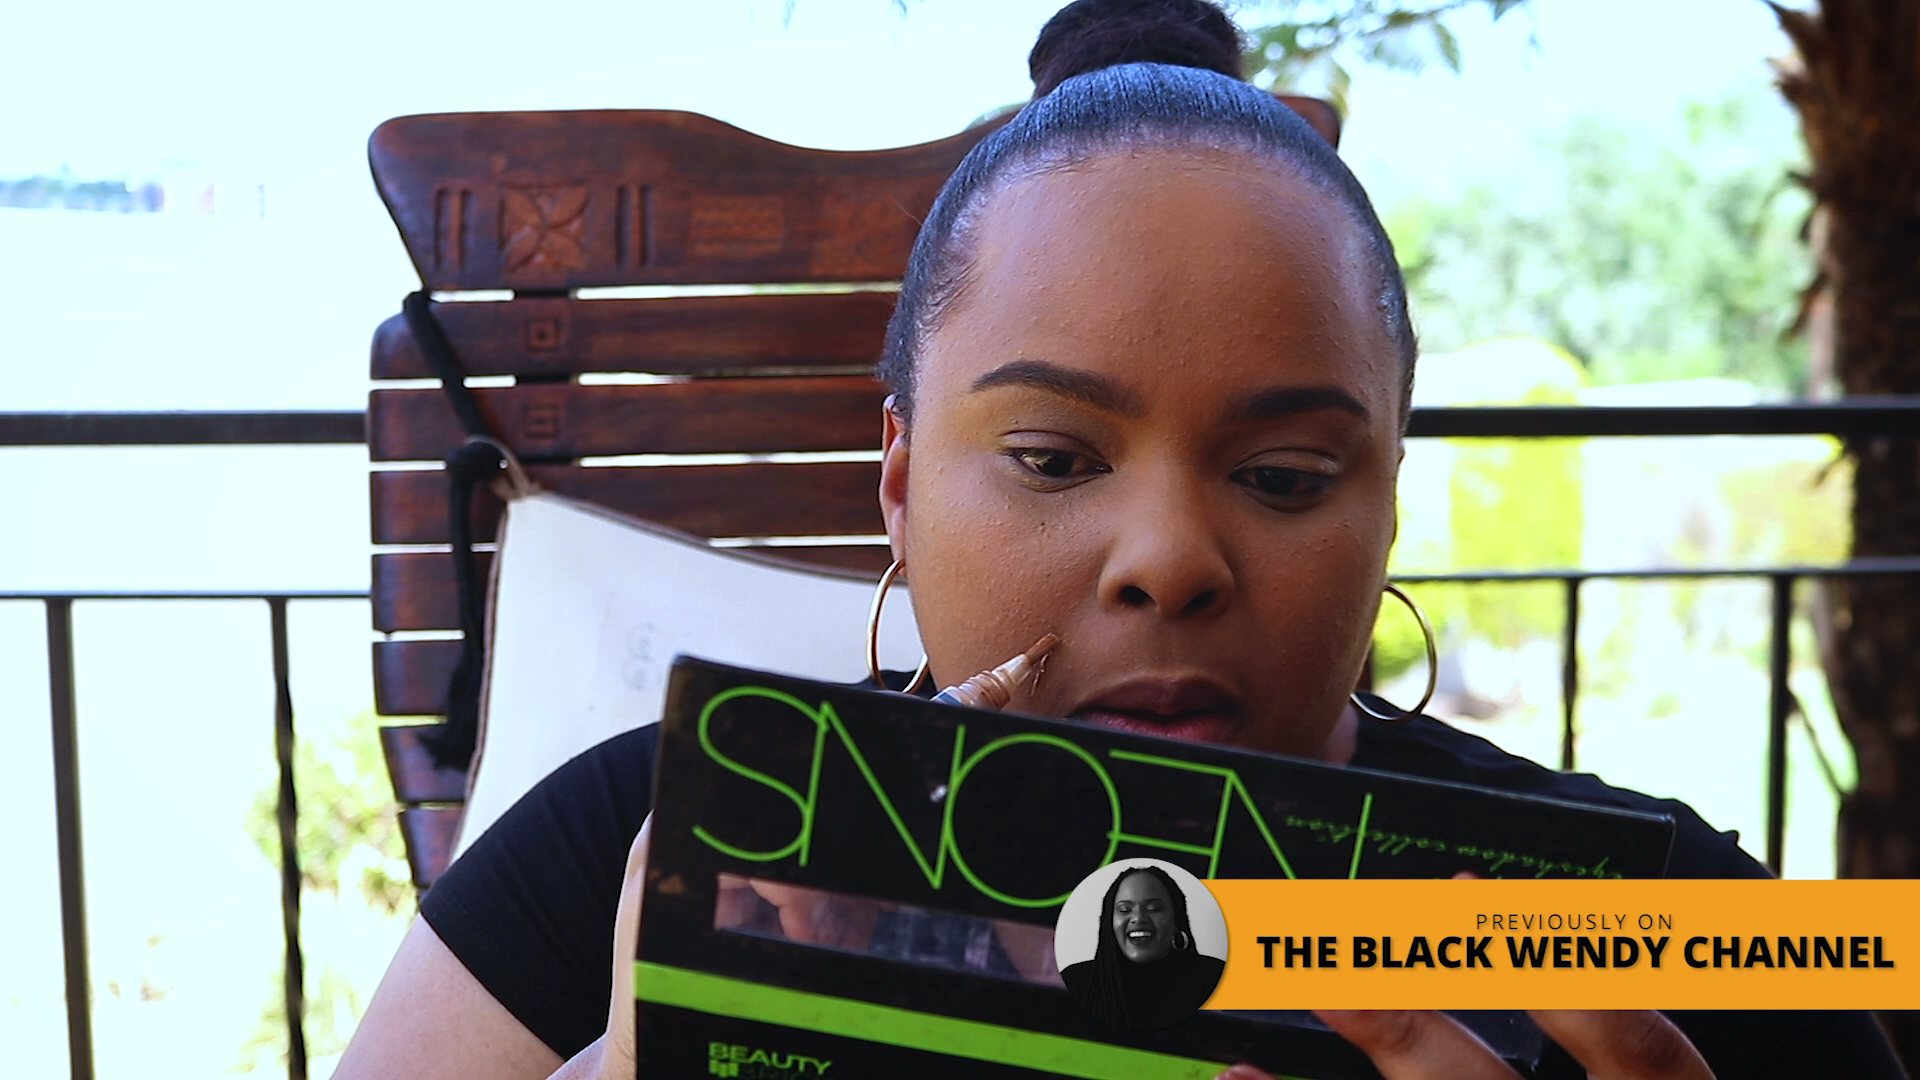 NEONS
eyeshadow collection
BEAUTY
PREVIOUSLY ON
THE BLACK WENDY CHANNEL